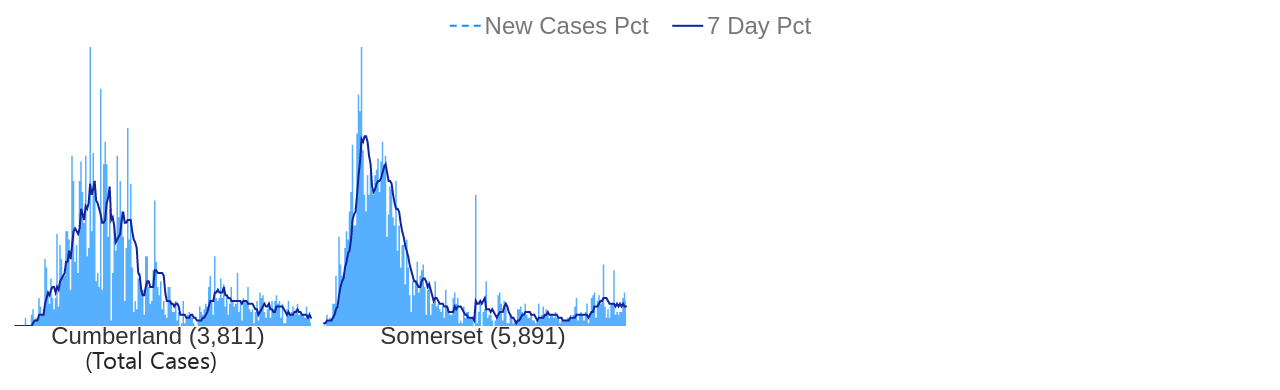 New Cases Pct 7 Day Pct
Cumberland (3,811) Somerset (5,891)
(Total Cases)